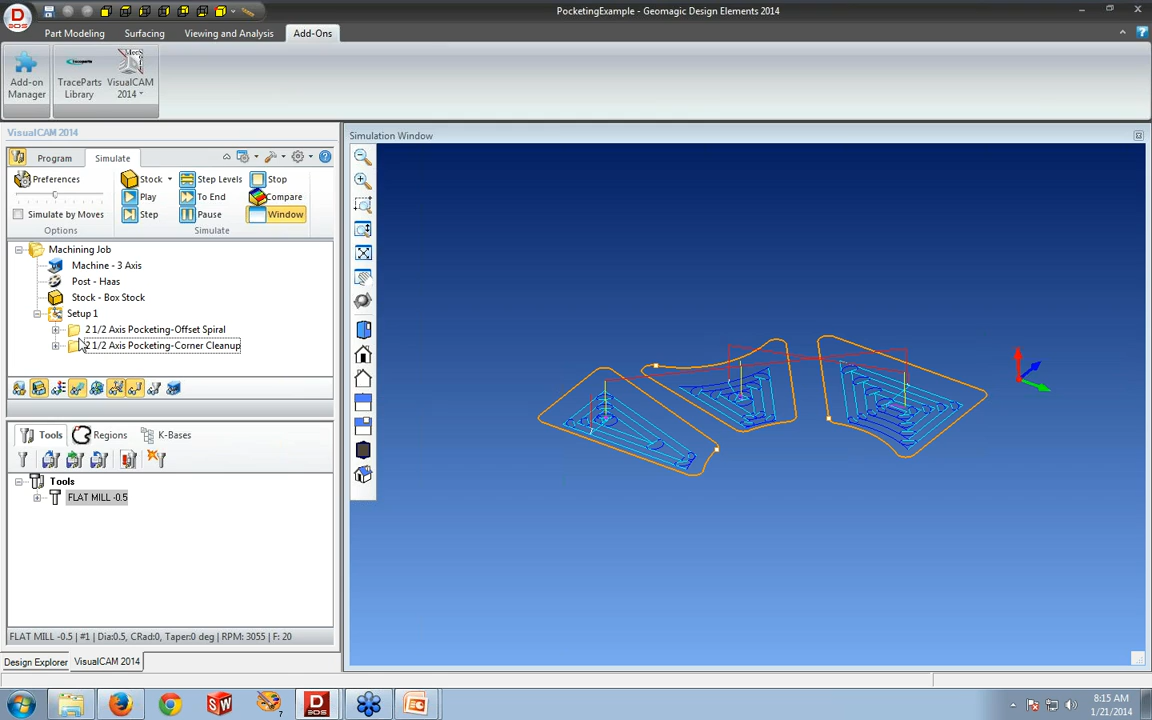 PocketingExample - Geomagic Design Elements 2014
Part Modeling Surfacing Viewing and Analysis Add-Ons
Add-on Manager
TraceParts Library
VisualCAM 2014
VisualCAM 2014
Program Simulate
Preferences
Simulate by Moves
Options
Stock Step Levels Stop
Play To End Compare
Step Pause Window
Simulate
Machining Job
Machine - 3 Axis
Post - Haas
Stock - Box Stock
Setup 1
2 1/2 Axis Pocketing-Offset Spiral
2 1/2 Axis Pocketing-Corner Cleanup
Tools Regions K-Bases
Tools
FLAT MILL -0.5
FLAT MILL -0.5 | #1 | Dia:0.5, CRad:0, Taper:0 deg | RPM: 3055 | F: 20
Design Explorer VisualCAM 2014
Simulation Window
8:15 AM
1/21/2014